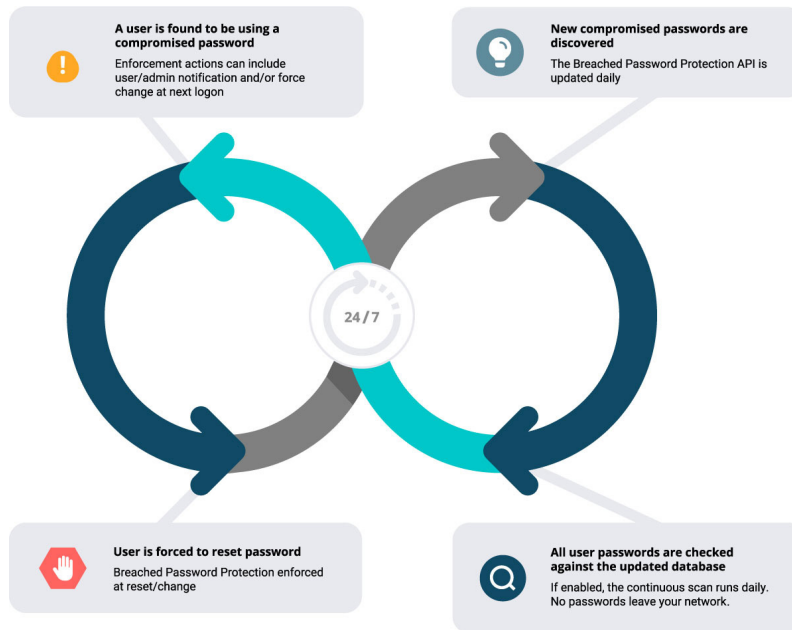 A user is found to be using a
compromised password
Enforcement actions can include
user/admin notification and/or force
change at next logon
New compromised passwords are
discovered
The Breached Password Protection API is
updated daily
24/7
User is forced to reset password
Breached Password Protection enforced
at reset/change
All user passwords are checked
against the updated database
If enabled, the continuous scan runs daily.
No passwords leave your network.